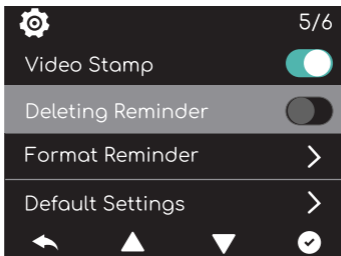 5/6
Video Stamp
Deleting Reminder
Format Reminder
Default Settings